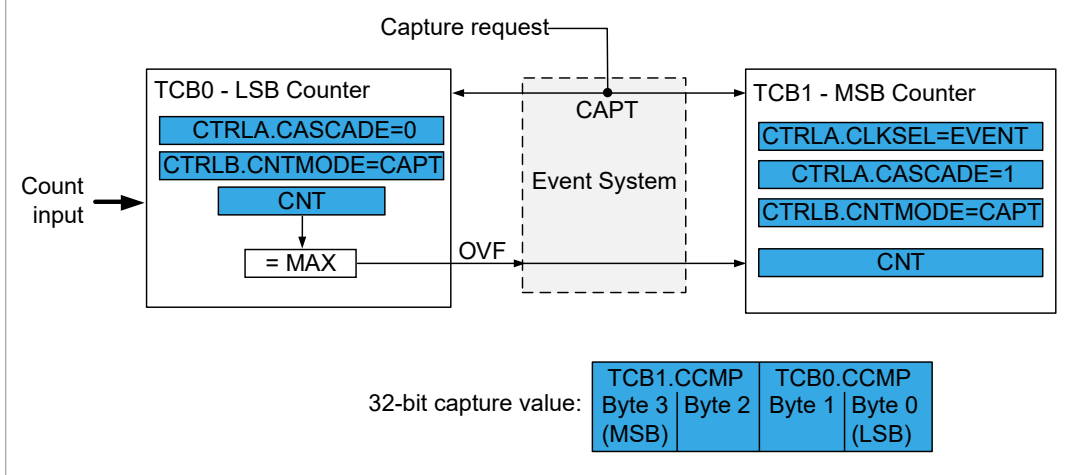 Capture request
TCB0 - LSB Counter
CTRLA.CASCADE=0
CTRLB.CNTMODE=CAPT
CNT
= MAX
Count
input
OVF
CAPT
Event System
TCB1 - MSB Counter
CTRLA.CLKSEL=EVENT
CTRLA.CASCADE=1
CTRLB.CNTMODE=CAPT
CNT
32-bit capture value:
TCB1.CCMP TCB0.CCMP
Byte 3 Byte 2 Byte 1 Byte 0
(MSB) (LSB)